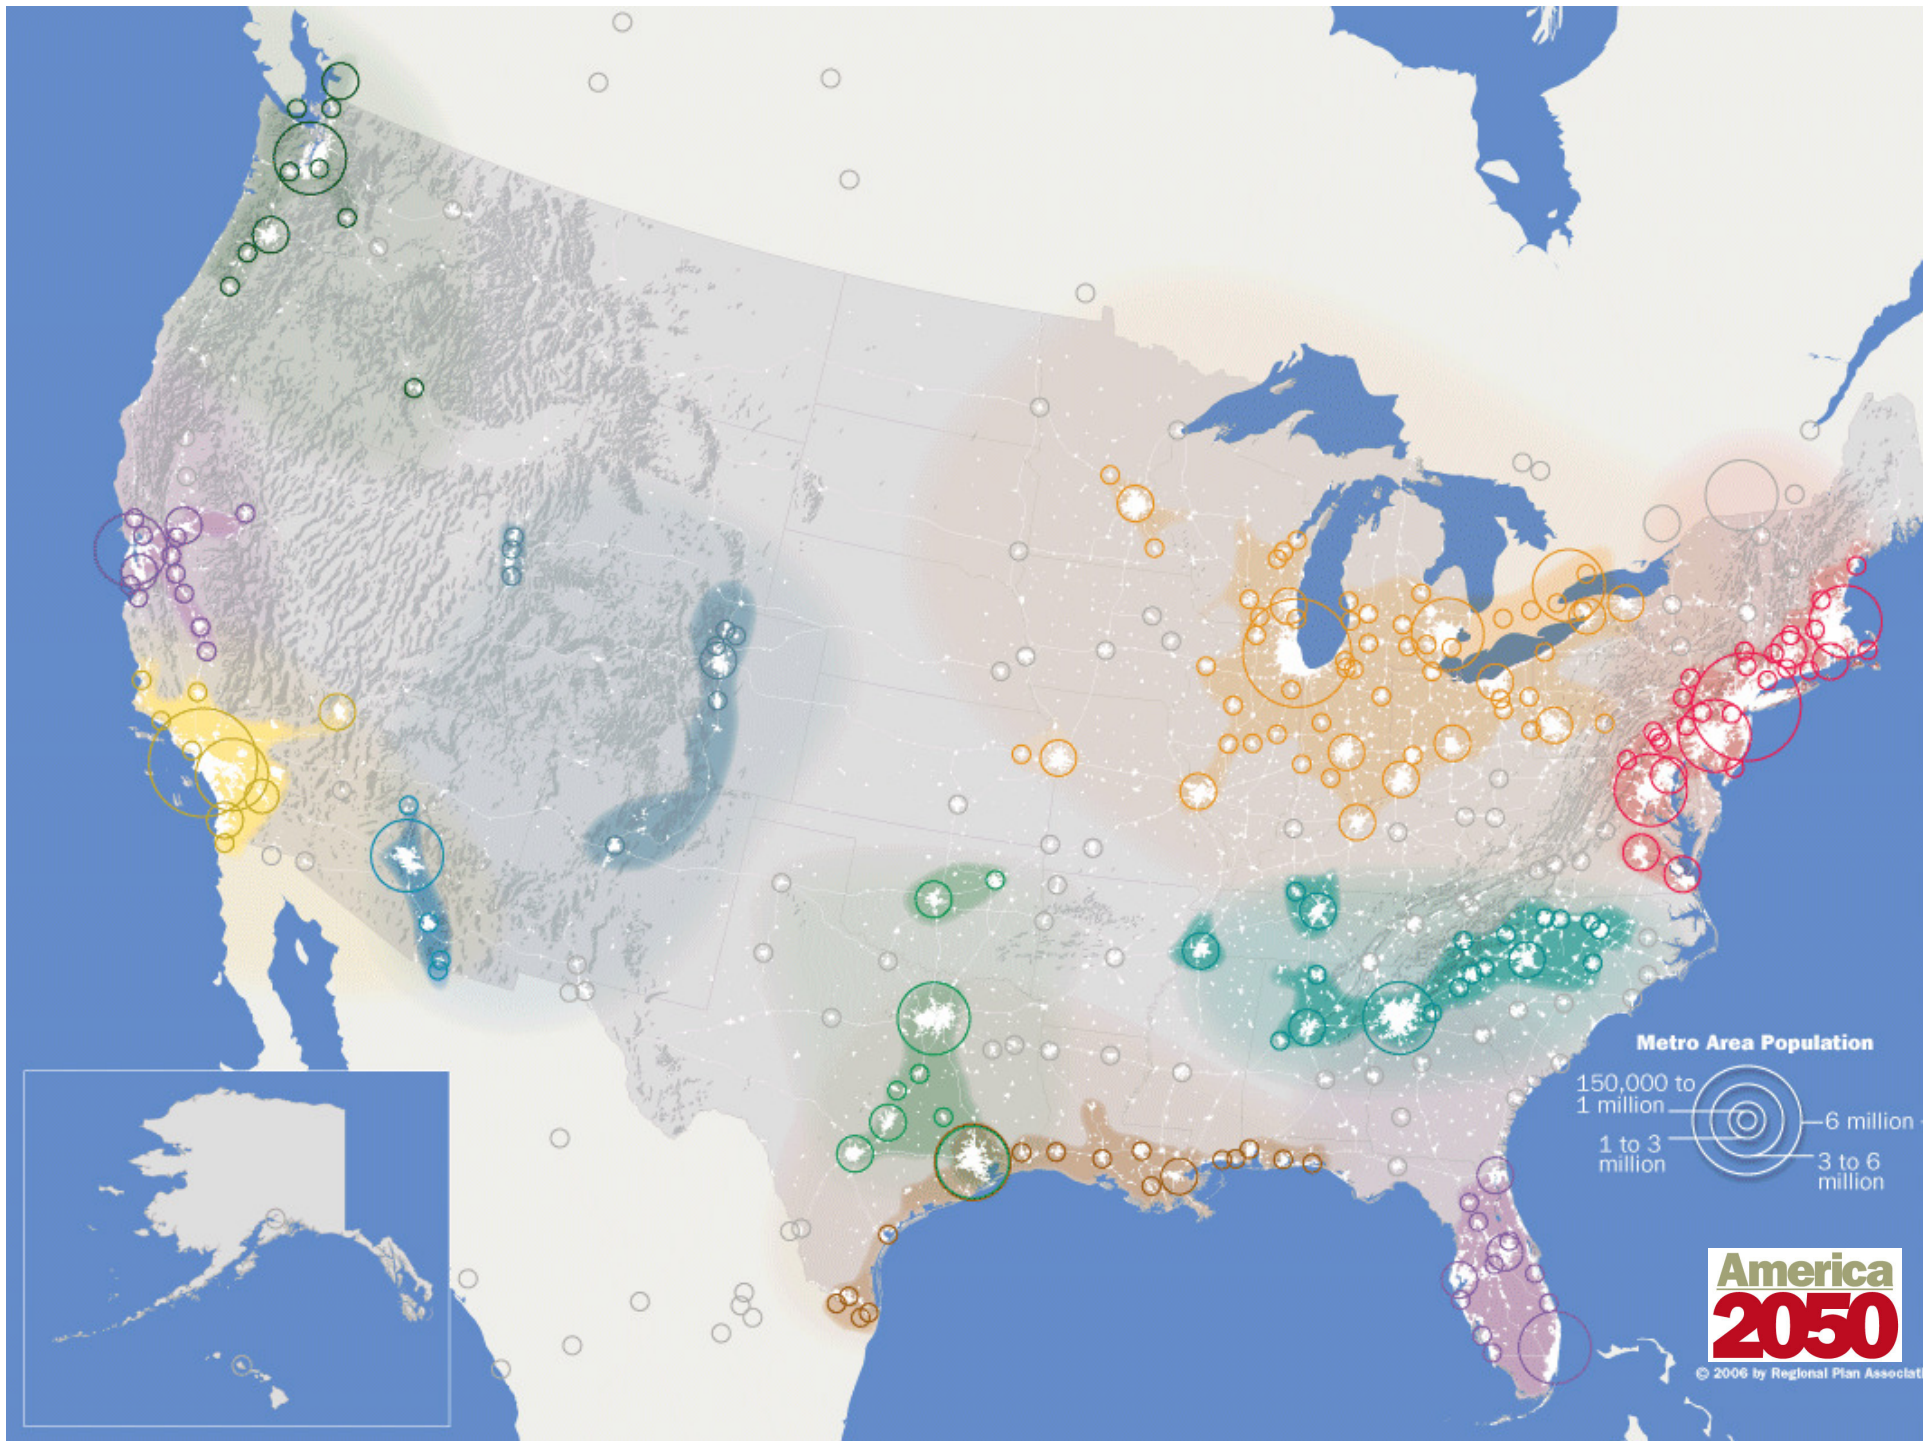 Metro Area Population
150,000 to
1 million
6 million
1 to 3
million
3 to 6
million
America
2050
© 2006 by Regional Plan Associati